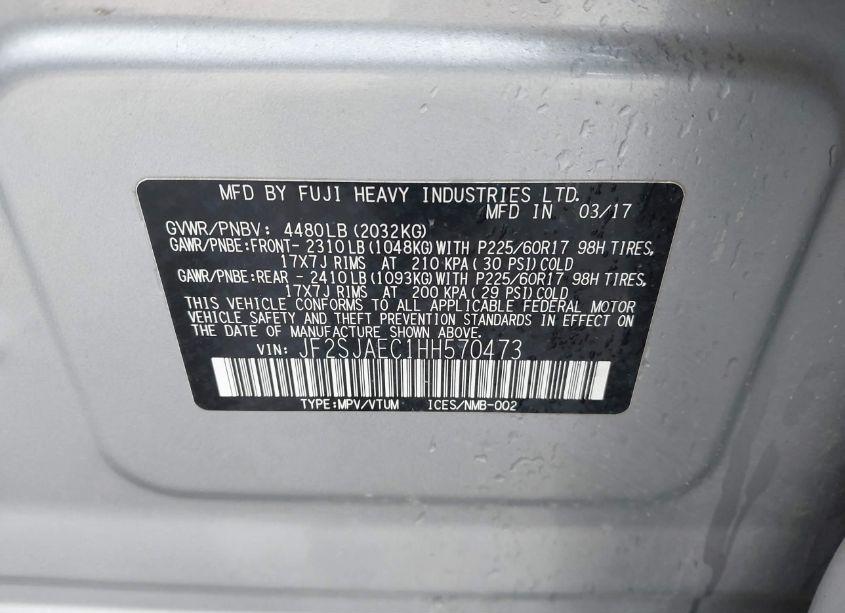 MFD BY FUJI HEAVY INDUSTRIES LTD.
MFD IN 03/17
GVWR/PNBV: 4480LB(2032KG)
GAWR/PNBE:FRONT- 2310LB(1048KG)WITH P225/60R17 98H TIRES,
17X7J RIMS AT 210 KPA(30 PSI)COLD
GAWR/PNBE:REAR - 2410LB(1093KG)WITH P225/60R17 98H TIRES,
17X7J RIMS AT 200 KPA(29 PSI)COLD
THIS VEHICLE CONFORMS TO ALL APPLICABLE FEDERAL MOTOR
VEHICLE SAFETY AND THEFT PREVENTION STANDARDS IN EFFECT ON
THE DATE OF MANUFACTURE SHOWN ABOVE.
VIN: JF2SJAEC1HH570473
TYPE:MPV/VTUM ICES/NMB-002